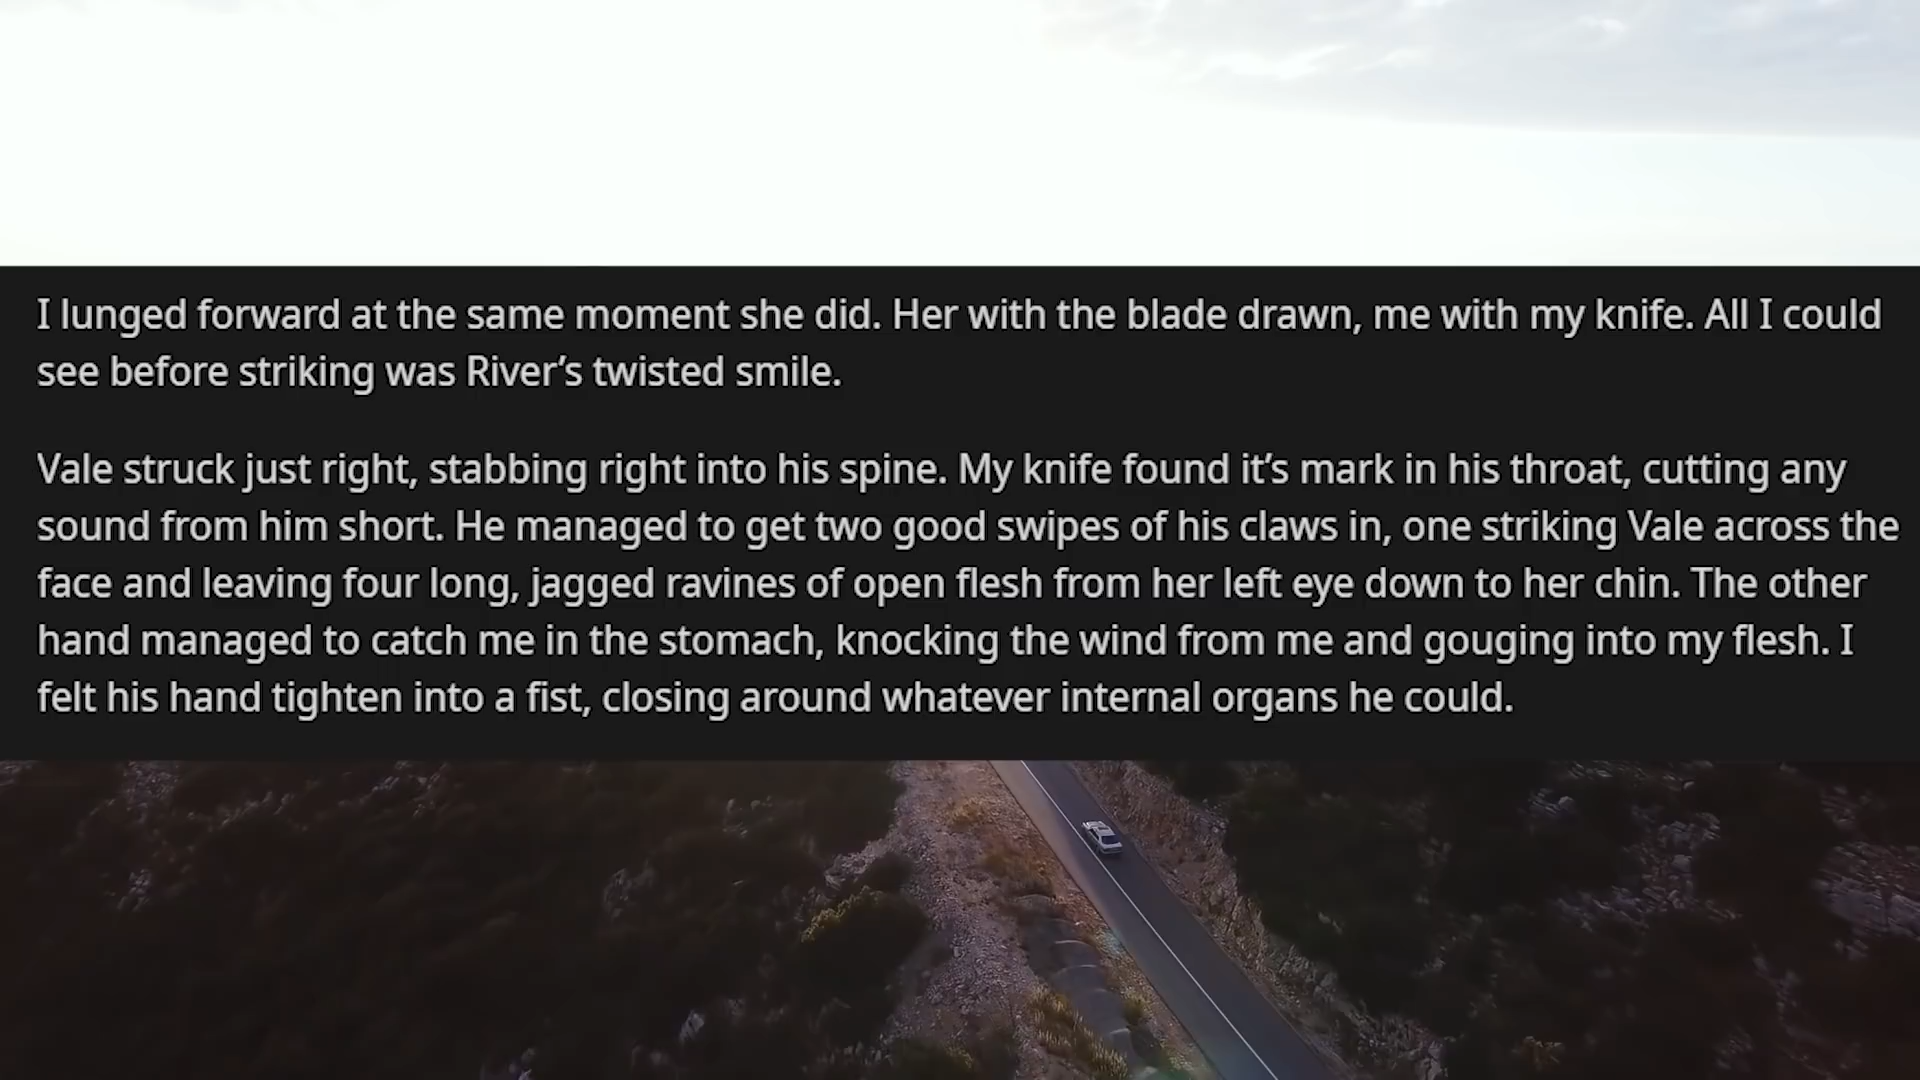 I lunged forward at the same moment she did. Her with the blade drawn, me with my knife. All I could
see before striking was River’s twisted smile.
Vale struck just right, stabbing right into his spine. My knife found it’s mark in his throat, cutting any
sound from him short. He managed to get two good swipes of his claws in, one striking Vale across the
face and leaving four long, jagged ravines of open flesh from her left eye down to her chin. The other
hand managed to catch me in the stomach, knocking the wind from me and gouging into my flesh. I
felt his hand tighten into a fist, closing around whatever internal organs he could.